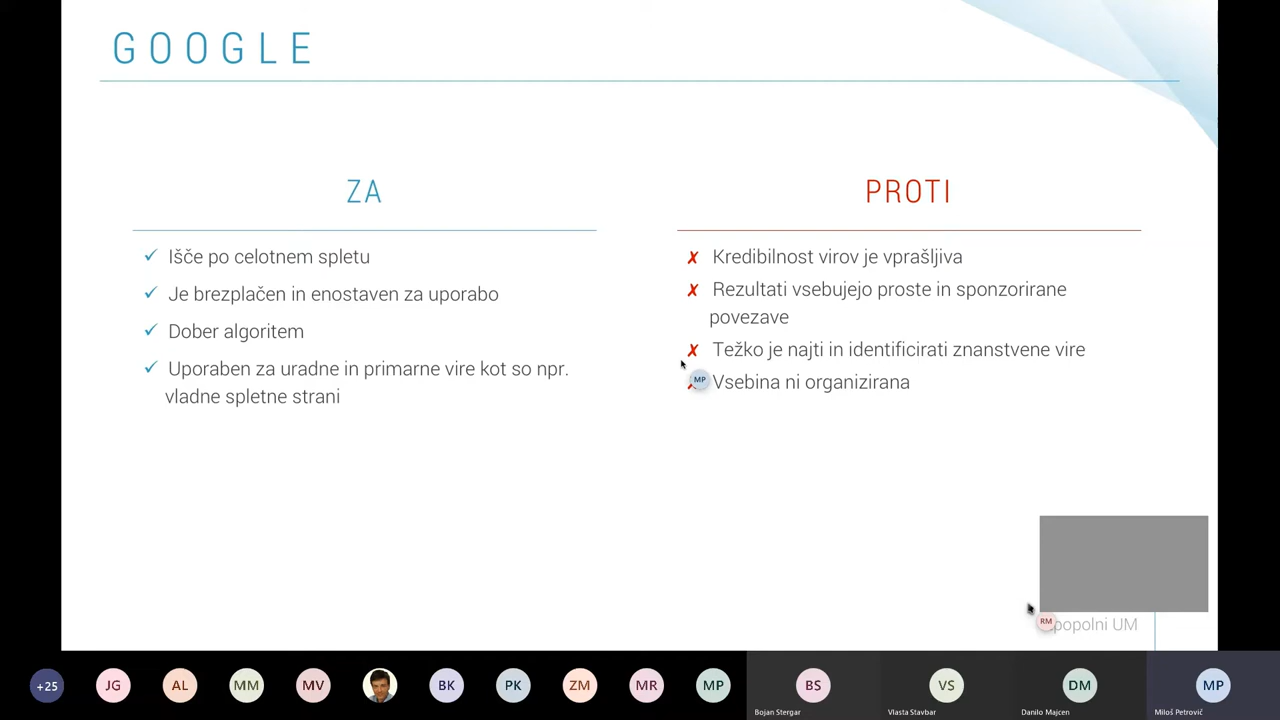 GOOGLE
ZA
Išče po celotnem spletu
Je brezplačen in enostaven za uporabo
Dober algoritem
Uporaben za uradne in primarne vire kot so npr.
vladne spletne strani
PROTI
Kredibilnost virov je vprašljiva
Rezultati vsebujejo proste in sponzorirane
povezave
Težko je najti in identificirati znanstvene vire
MP
Vsebina ni organizirana
RM
popolni UM
+25
JG
AL
MM
MV
BK
PK
ZM
MR
MP
BS
VS
DM
MP
Bojan Stergar
Vlasta Stavbar
Danilo Majcen
Miloš Petrovič